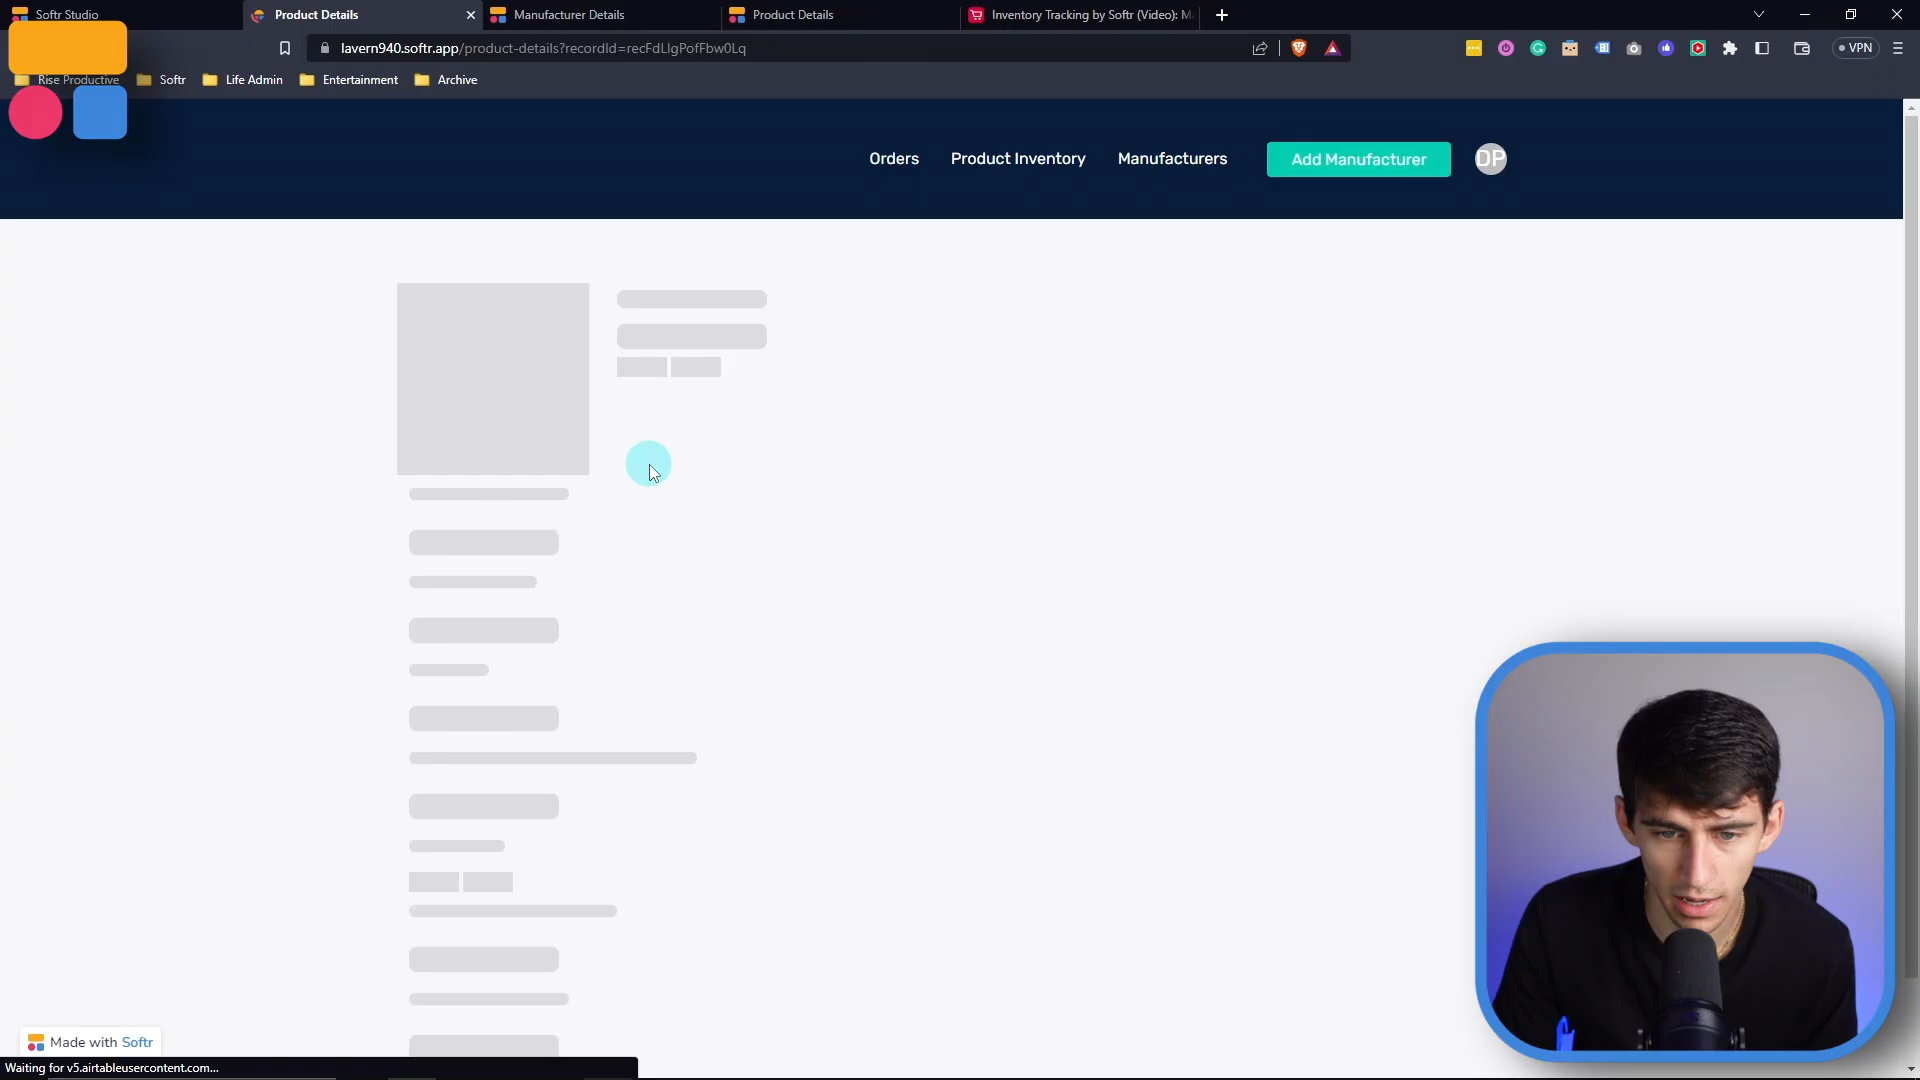 Softr Studio
Product Details
Manufacturer Details
Product Details
Inventory Tracking by Softr (Video): M
lavern940.softr.app/product-details?recordId=recFdLIgPofFbw0Lq
VPN
Rise Productive
Softr
Life Admin
Entertainment
Archive
Orders
Product Inventory
Manufacturers
Add Manufacturer
DP
Made with Softr
Waiting for v5.airtableusercontent.com...